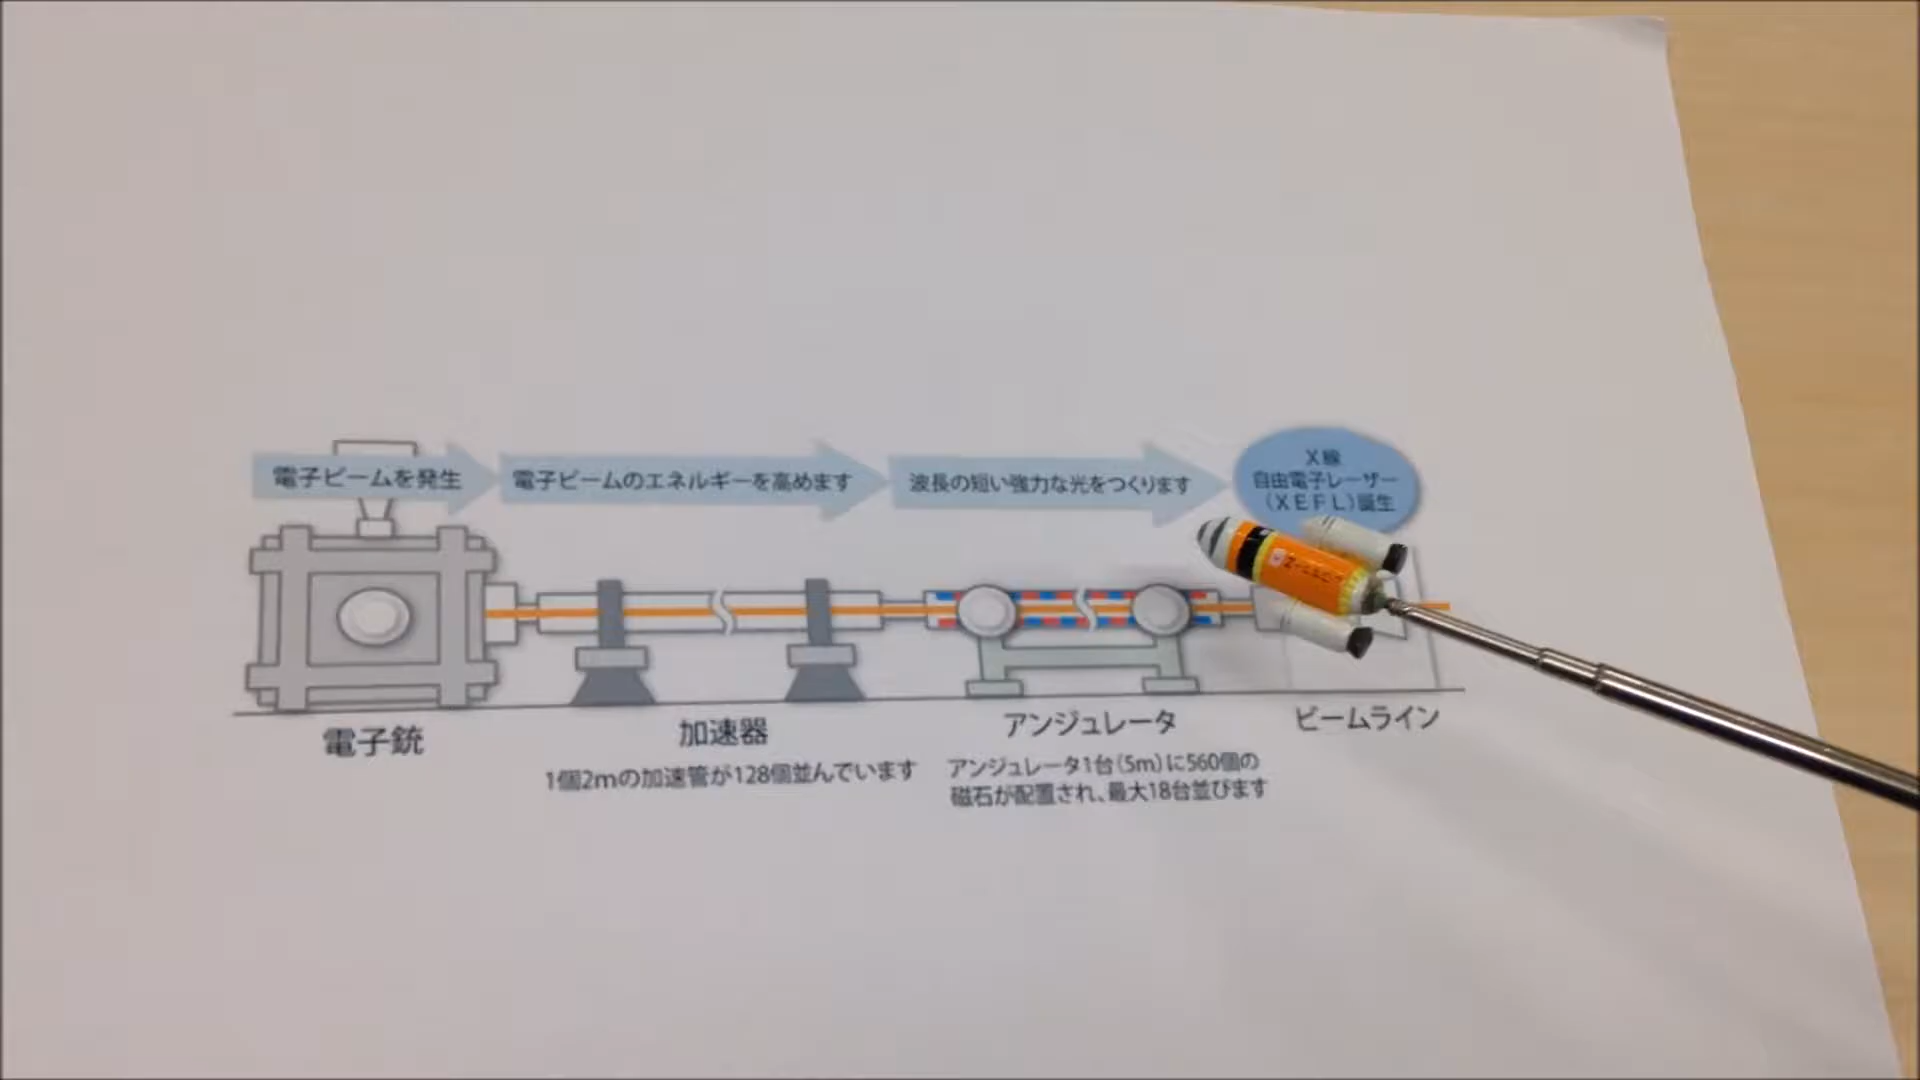 電子ビームを発生
電子ビームのエネルギーを高めます
波長の短い強力な光をつくります
X線
自由電子レーザー
(XEFL)誕生
電子銃
加速器
1個2mの加速管が128個並んでいます
アンジュレータ
アンジュレータ1台(5m)に560個の
磁石が配置され、最大18台並びます
ビームライン